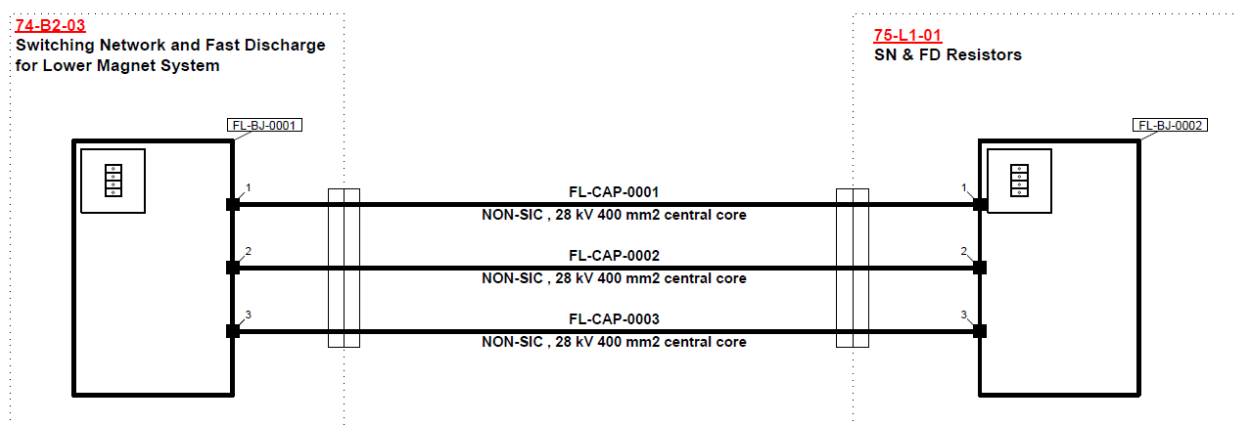 74-B2-03
Switching Network and Fast Discharge
for Lower Magnet System
75-L1-01
SN & FD Resistors
FL-BJ-0001
FL-BJ-0002
1
FL-CAP-0001
1
NON-SIC , 28 kV 400 mm2 central core
2
FL-CAP-0002
2
NON-SIC , 28 kV 400 mm2 central core
3
FL-CAP-0003
3
NON-SIC , 28 kV 400 mm2 central core